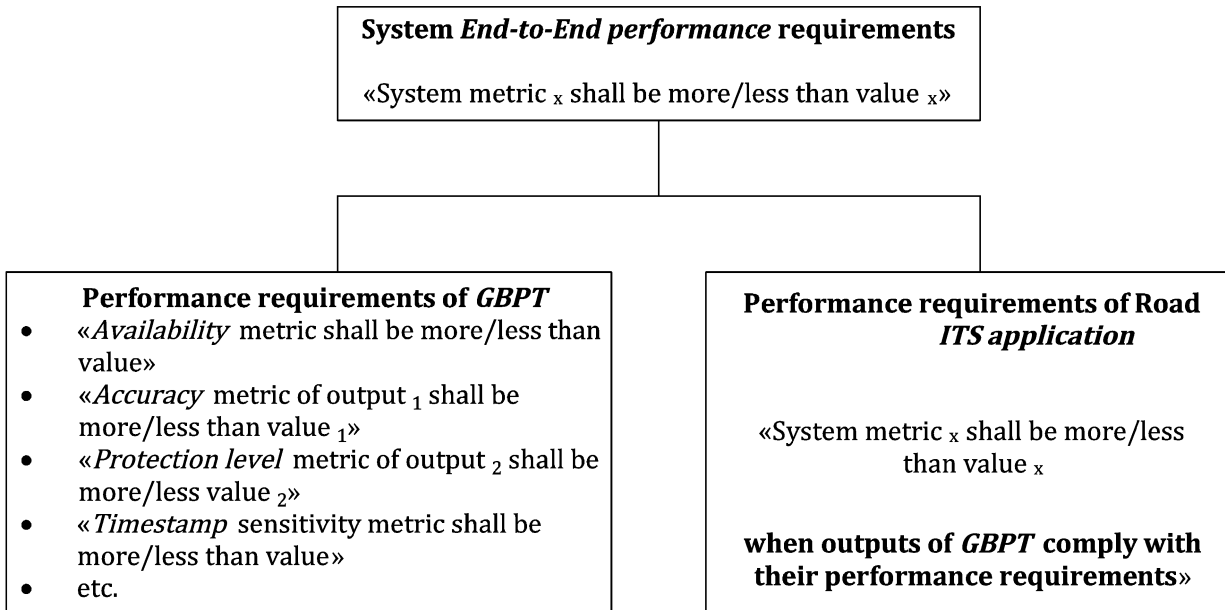 System End-to-End performance requirements
«System metric x shall be more/less than value x»
Performance requirements of GBPT
• «Availability metric shall be more/less than
value»
• «Accuracy metric of output 1 shall be
more/less than value 1»
• «Protection level metric of output 2 shall be
more/less value 2»
• «Timestamp sensitivity metric shall be
more/less than value»
• etc.
Performance requirements of Road
ITS application
«System metric x shall be more/less
than value x
when outputs of GBPT comply with
their performance requirements»